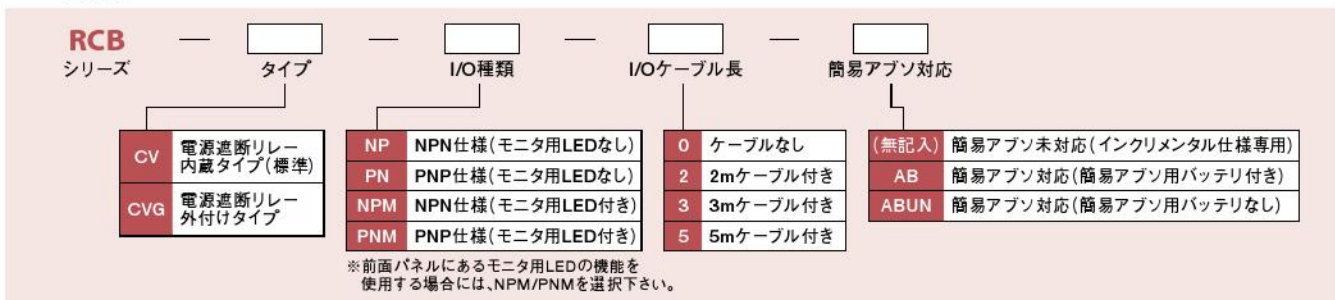 RCB — — — —
シリーズ タイプ I/O種類 I/Oケーブル長 簡易アブソ対応
CV 電源遮断リレー
内蔵タイプ(標準)
CVG 電源遮断リレー
外付けタイプ
NP NPN仕様(モニタ用LEDなし)
PN PNP仕様(モニタ用LEDなし)
NPM NPN仕様(モニタ用LED付き)
PNM PNP仕様(モニタ用LED付き)
※前面パネルにあるモニタ用LEDの機能を
使用する場合には、NPM/PNMを選択下さい。
0 ケーブルなし
2 2mケーブル付き
3 3mケーブル付き
5 5mケーブル付き
(無記入) 簡易アブソ未対応(インクリメンタル仕様専用)
AB 簡易アブソ対応(簡易アブソ用バッテリ付き)
ABUN 簡易アブソ対応(簡易アブソ用バッテリなし)